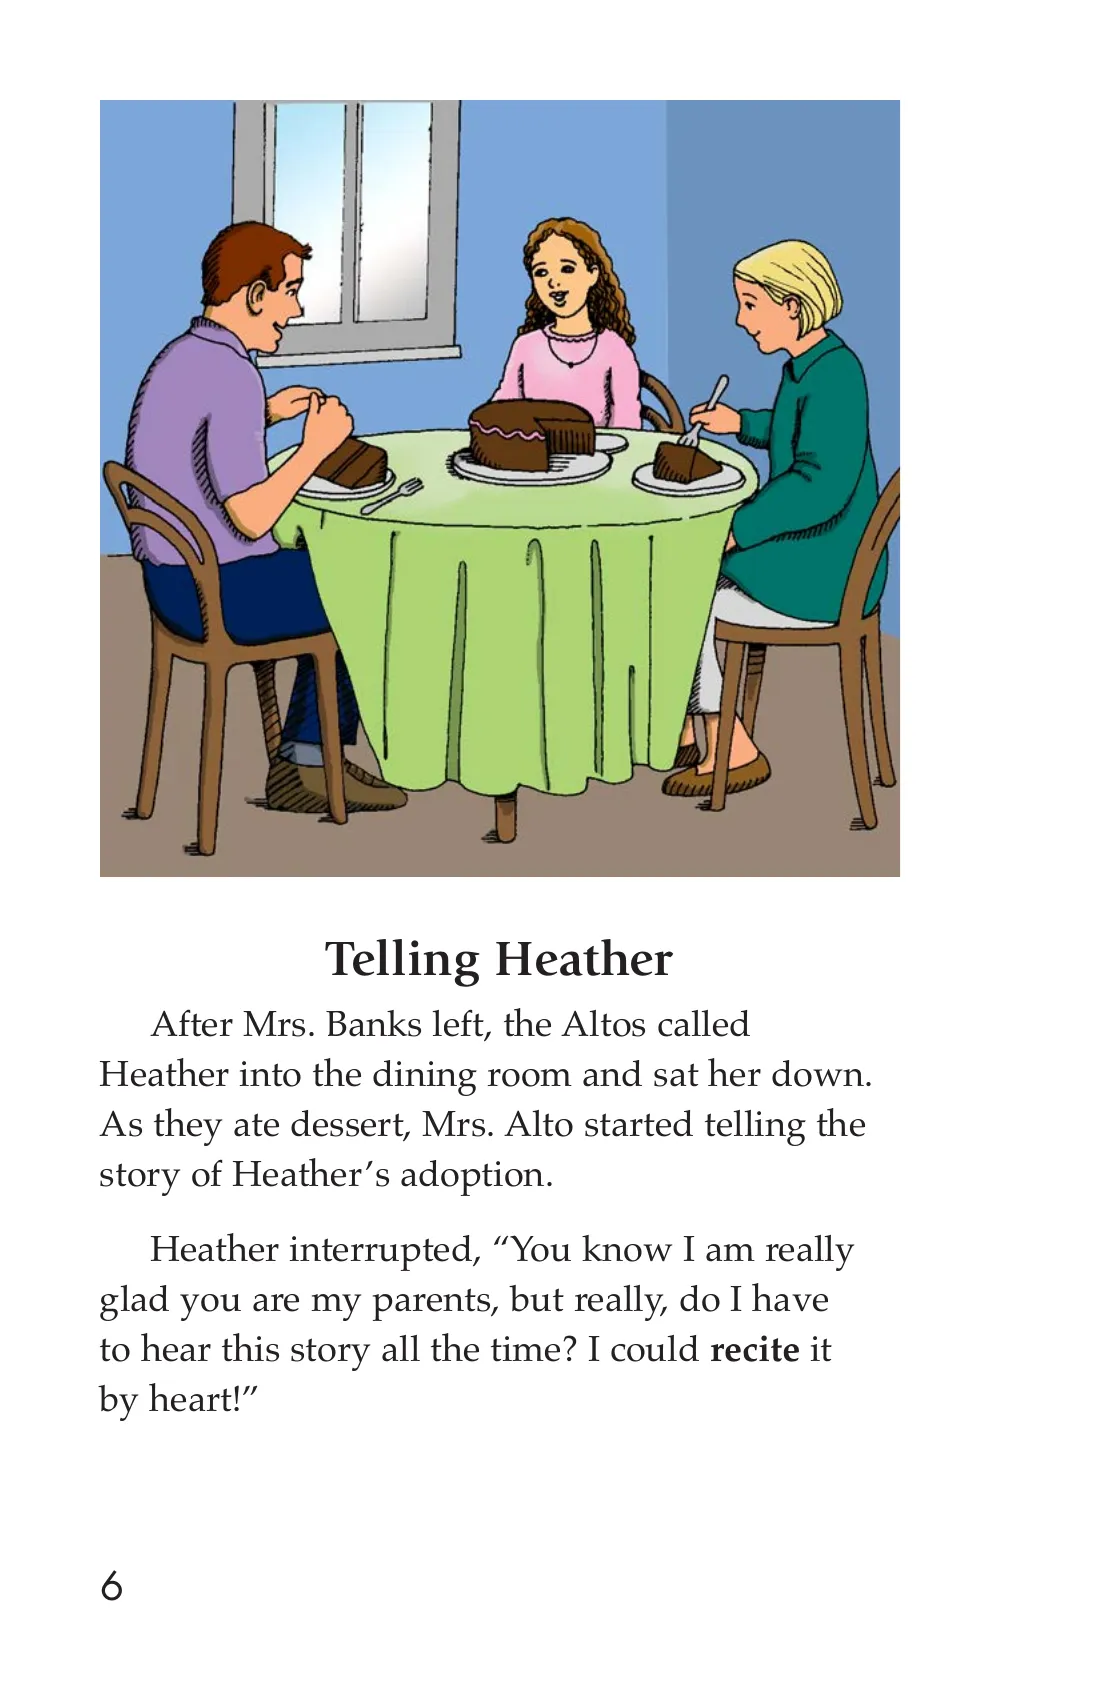 Telling Heather
After Mrs. Banks left, the Altos called
Heather into the dining room and sat her down.
As they ate dessert, Mrs. Alto started telling the
story of Heather’s adoption.
Heather interrupted, “You know I am really
glad you are my parents, but really, do I have
to hear this story all the time? I could recite it
by heart!”
6